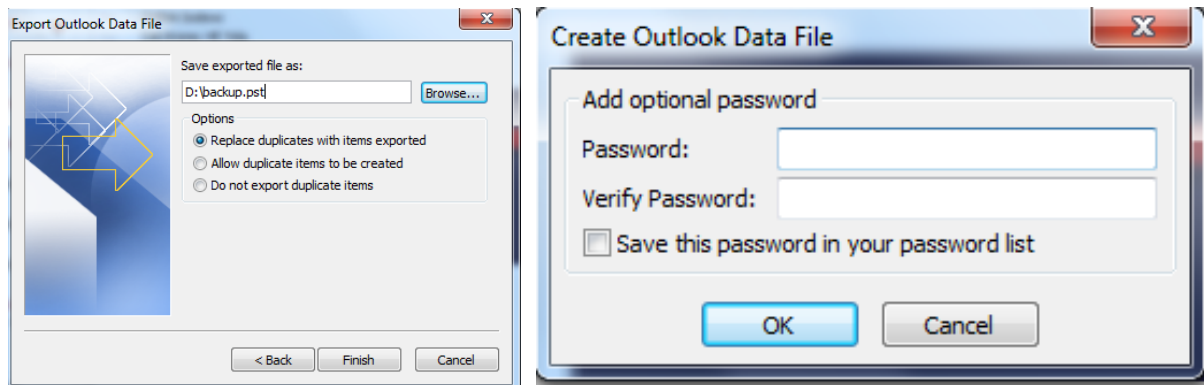 Export Outlook Data File
Save exported file as:
D:\backup.pst
Browse...
Options
Replace duplicates with items exported
Allow duplicate items to be created
Do not export duplicate items
< Back
Finish
Cancel
Create Outlook Data File
Add optional password
Password:
Verify Password:
Save this password in your password list
OK
Cancel